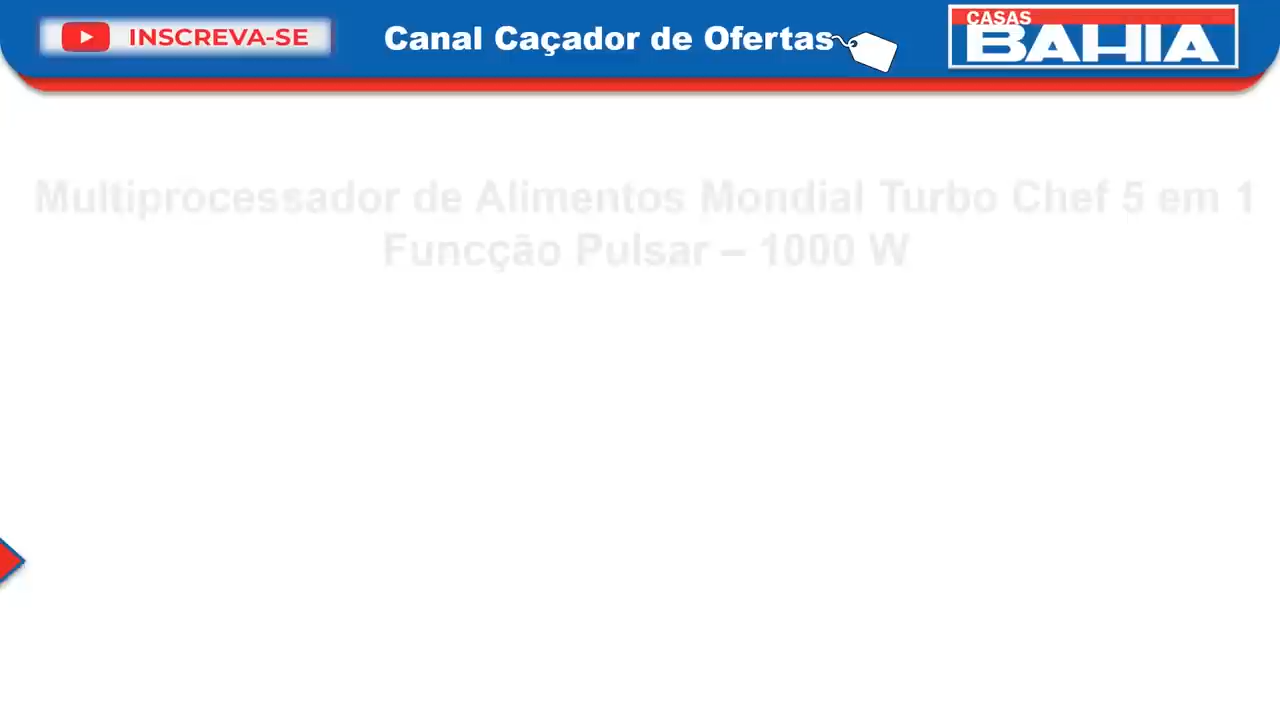 INSCREVA-SE
Canal Caçador de Ofertas
CASAS
BAHIA
Multiprocessador de Alimentos Mondial Turbo Chef 5 em 1
Funcção Pulsar – 1000 W